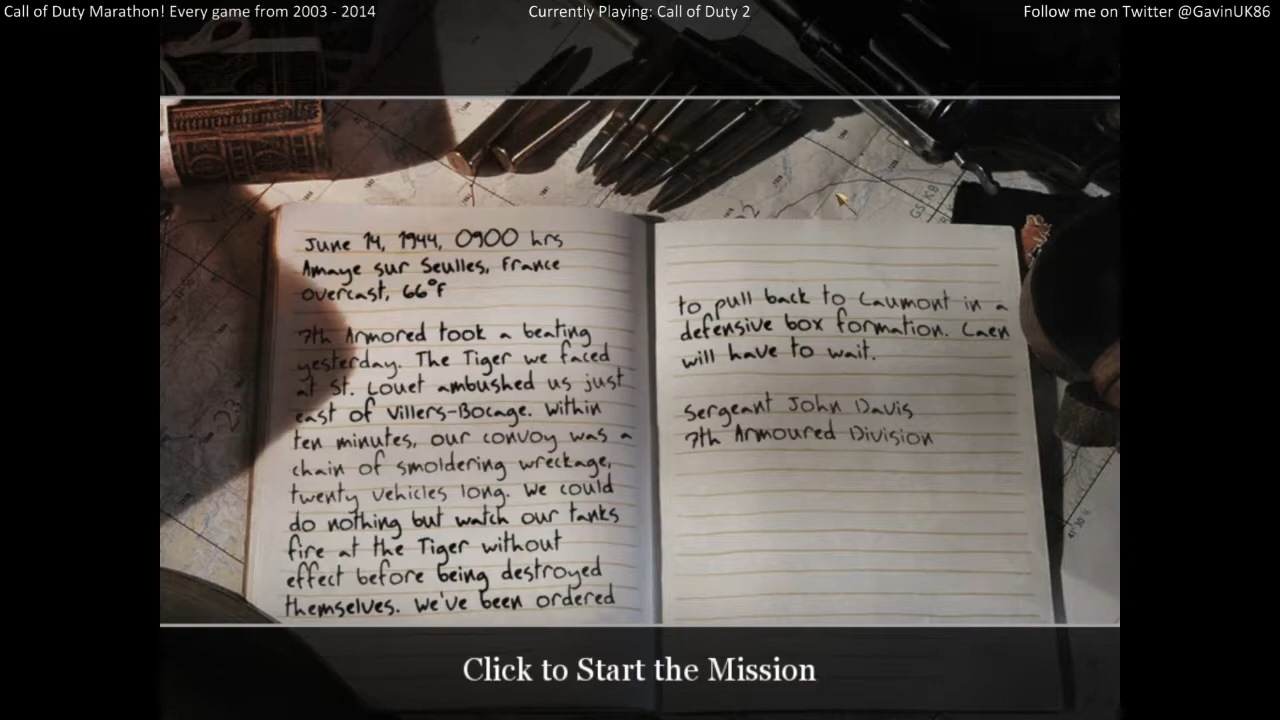 Call of Duty Marathon! Every game from 2003 - 2014
Currently Playing: Call of Duty 2
Follow me on Twitter @GavinUK86
June 14, 1944, 0900 hrs
Amaye sur Seulles, France
overcast, 66°F
7th Armored took a beating
yesterday. The Tiger we faced
at St. Louet ambushed us just
east of Villers-Bocage. Within
ten minutes, our convoy was a
chain of smoldering wreckage,
twenty vehicles long. We could
do nothing but watch our tanks
fire at the Tiger without
effect before being destroyed
themselves. We've been ordered
to pull back to Caumont in a
defensive box formation. Caen
will have to wait.
Sergeant John Davis
7th Armoured Division
Click to Start the Mission